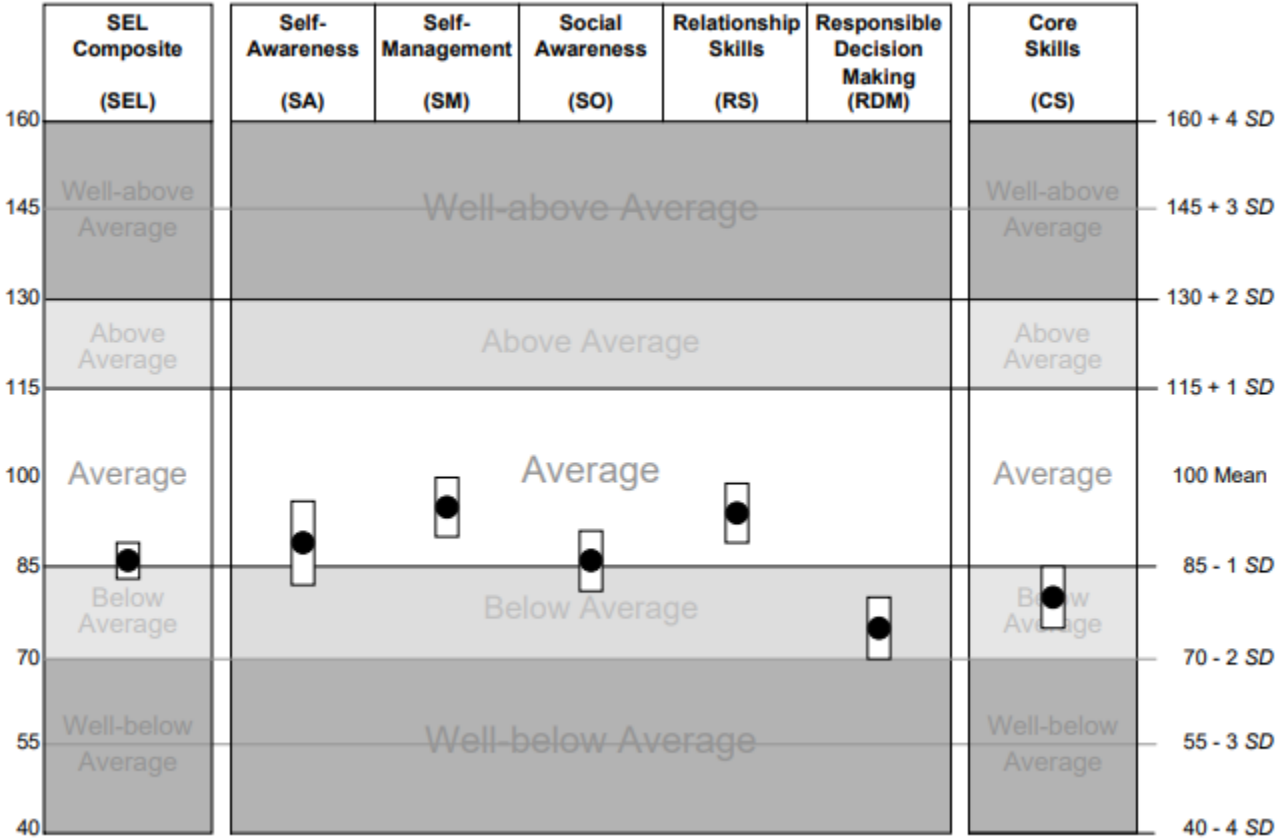 SEL
Composite
(SEL)
Self-
Awareness
(SA)
Self-
Management
(SM)
Social
Awareness
(SO)
Relationship
Skills
(RS)
Responsible
Decision
Making
(RDM)
Core
Skills
(CS)
160
160 + 4 SD
Well-above
Average
Well-above Average
Well-above
Average
145
145 + 3 SD
130
130 + 2 SD
Above
Average
Above Average
Above
Average
115
115 + 1 SD
100
Average
Average
Average
100 Mean
85
85 - 1 SD
Below
Average
Below Average
Below
Average
70
70 - 2 SD
Well-below
Average
Well-below Average
Well-below
Average
55
55 - 3 SD
40
40 - 4 SD